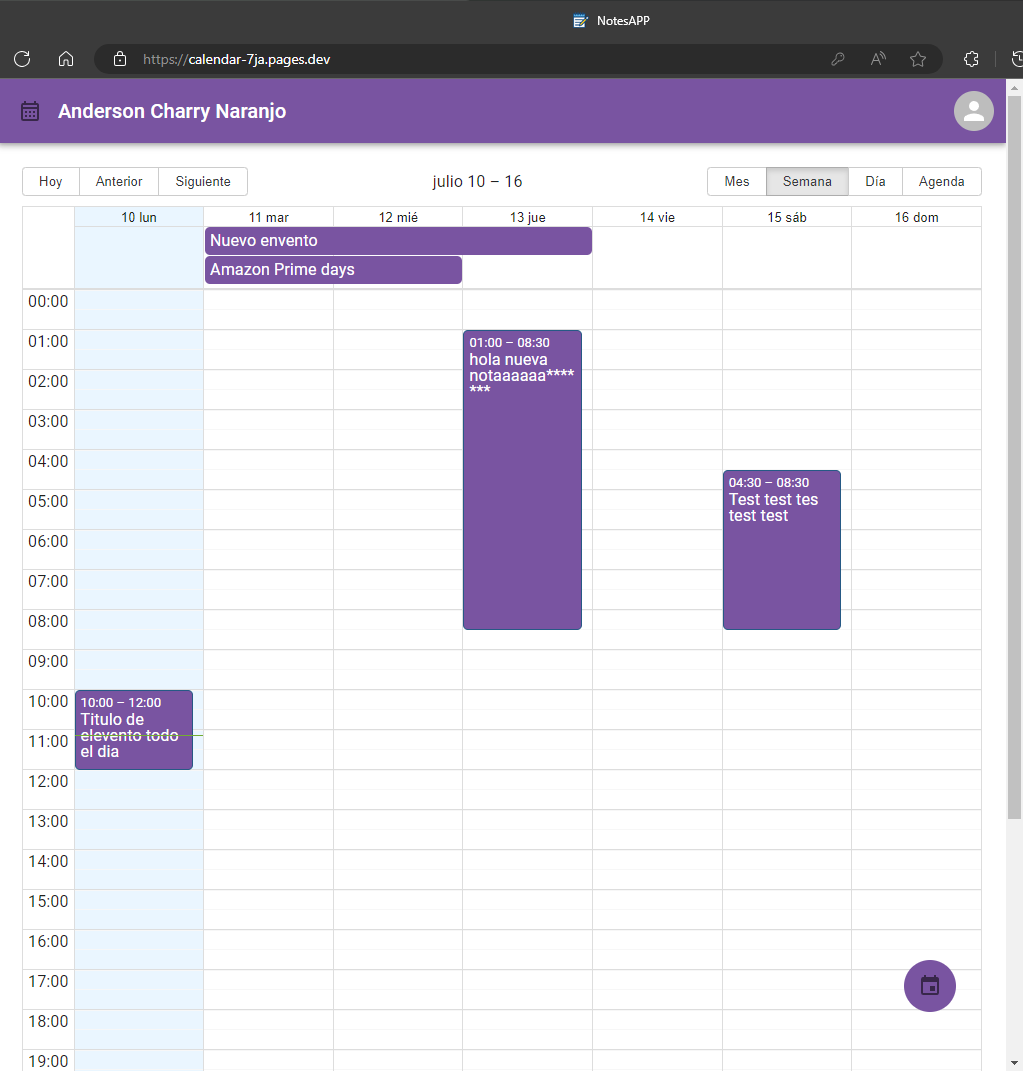 NotesAPP
https://calendar-7ja.pages.dev
Anderson Charry Naranjo
Hoy Anterior Siguiente julio 10 – 16 Mes Semana Día Agenda
10 lun 11 mar 12 mié 13 jue 14 vie 15 sáb 16 dom
Nuevo envento
Amazon Prime days
00:00
01:00
02:00
03:00
04:00
05:00
06:00
07:00
08:00
09:00
10:00
11:00
12:00
13:00
14:00
15:00
16:00
17:00
18:00
19:00
10:00 – 12:00
Titulo de
elevento todo
el dia
01:00 – 08:30
hola nueva
notaaaaaa****
***
04:30 – 08:30
Test test tes
test test